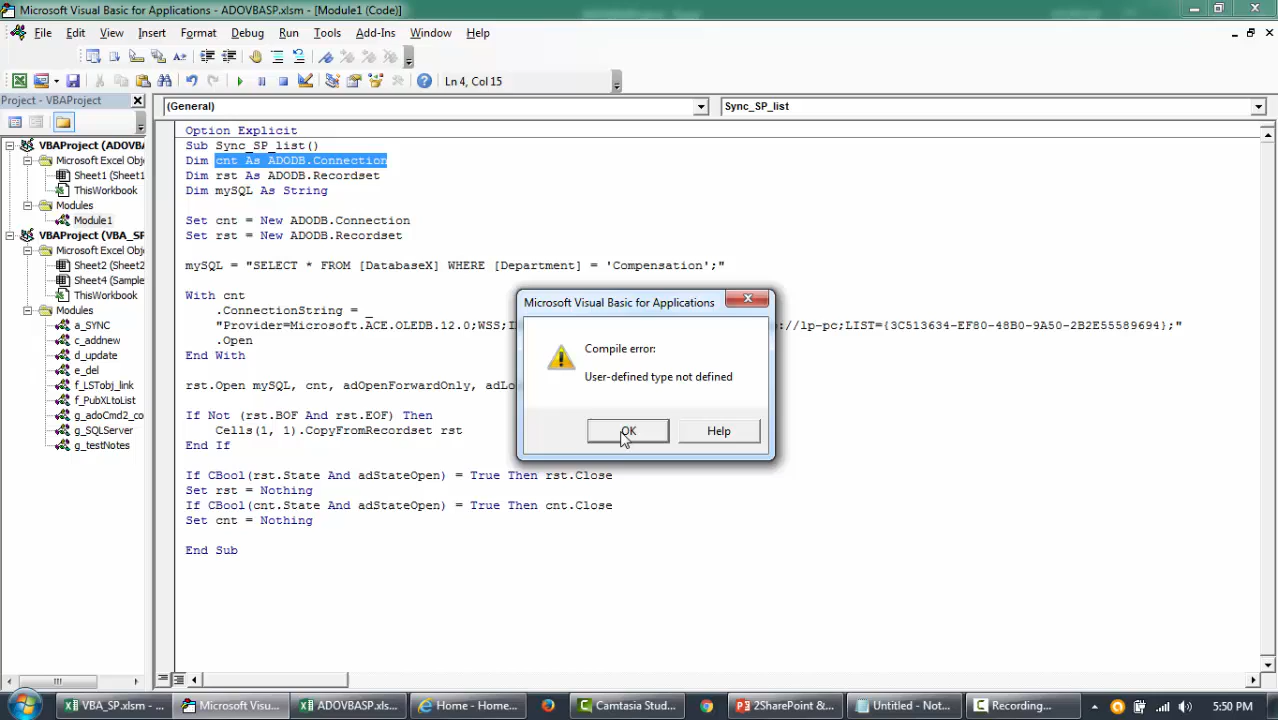 Microsoft Visual Basic for Applications - ADOVBASP.xlsm - [Module1 (Code)]
File Edit View Insert Format Debug Run Tools Add-Ins Window Help
Ln 4, Col 15
Project - VBAProject
(General)
Sync_SP_list
VBAProject (ADOVBA
Microsoft Excel Obj
Sheet1 (Sheet1
ThisWorkbook
Modules
Module1
VBAProject (VBA_SP
Microsoft Excel Obj
Sheet2 (Sheet2
Sheet4 (Sample
ThisWorkbook
Modules
a_SYNC
c_addnew
d_update
e_del
f_LSTobj_link
f_PubXLtoList
g_adoCmd2_co
g_SQLServer
g_testNotes
Option Explicit
Sub Sync_SP_list()
Dim cnt As ADODB.Connection
Dim rst As ADODB.Recordset
Dim mySQL As String
Set cnt = New ADODB.Connection
Set rst = New ADODB.Recordset
mySQL = "SELECT * FROM [DatabaseX] WHERE [Department] = 'Compensation';"
With cnt
.ConnectionString = _
"Provider=Microsoft.ACE.OLEDB.12.0;WSS;I
://lp-pc;LIST={3C513634-EF80-48B0-9A50-2B2E55589694};"
.Open
End With
rst.Open mySQL, cnt, adOpenForwardOnly, adLo
If Not (rst.BOF And rst.EOF) Then
Cells(1, 1).CopyFromRecordset rst
End If
If CBool(rst.State And adStateOpen) = True Then rst.Close
Set rst = Nothing
If CBool(cnt.State And adStateOpen) = True Then cnt.Close
Set cnt = Nothing
End Sub
Microsoft Visual Basic for Applications
Compile error:
User-defined type not defined
OK
Help
VBA_SP.xlsm - ...
Microsoft Visu...
ADOVBASP.xls...
Home - Home...
Camtasia Stud...
2SharePoint &...
Untitled - Not...
Recording...
5:50 PM